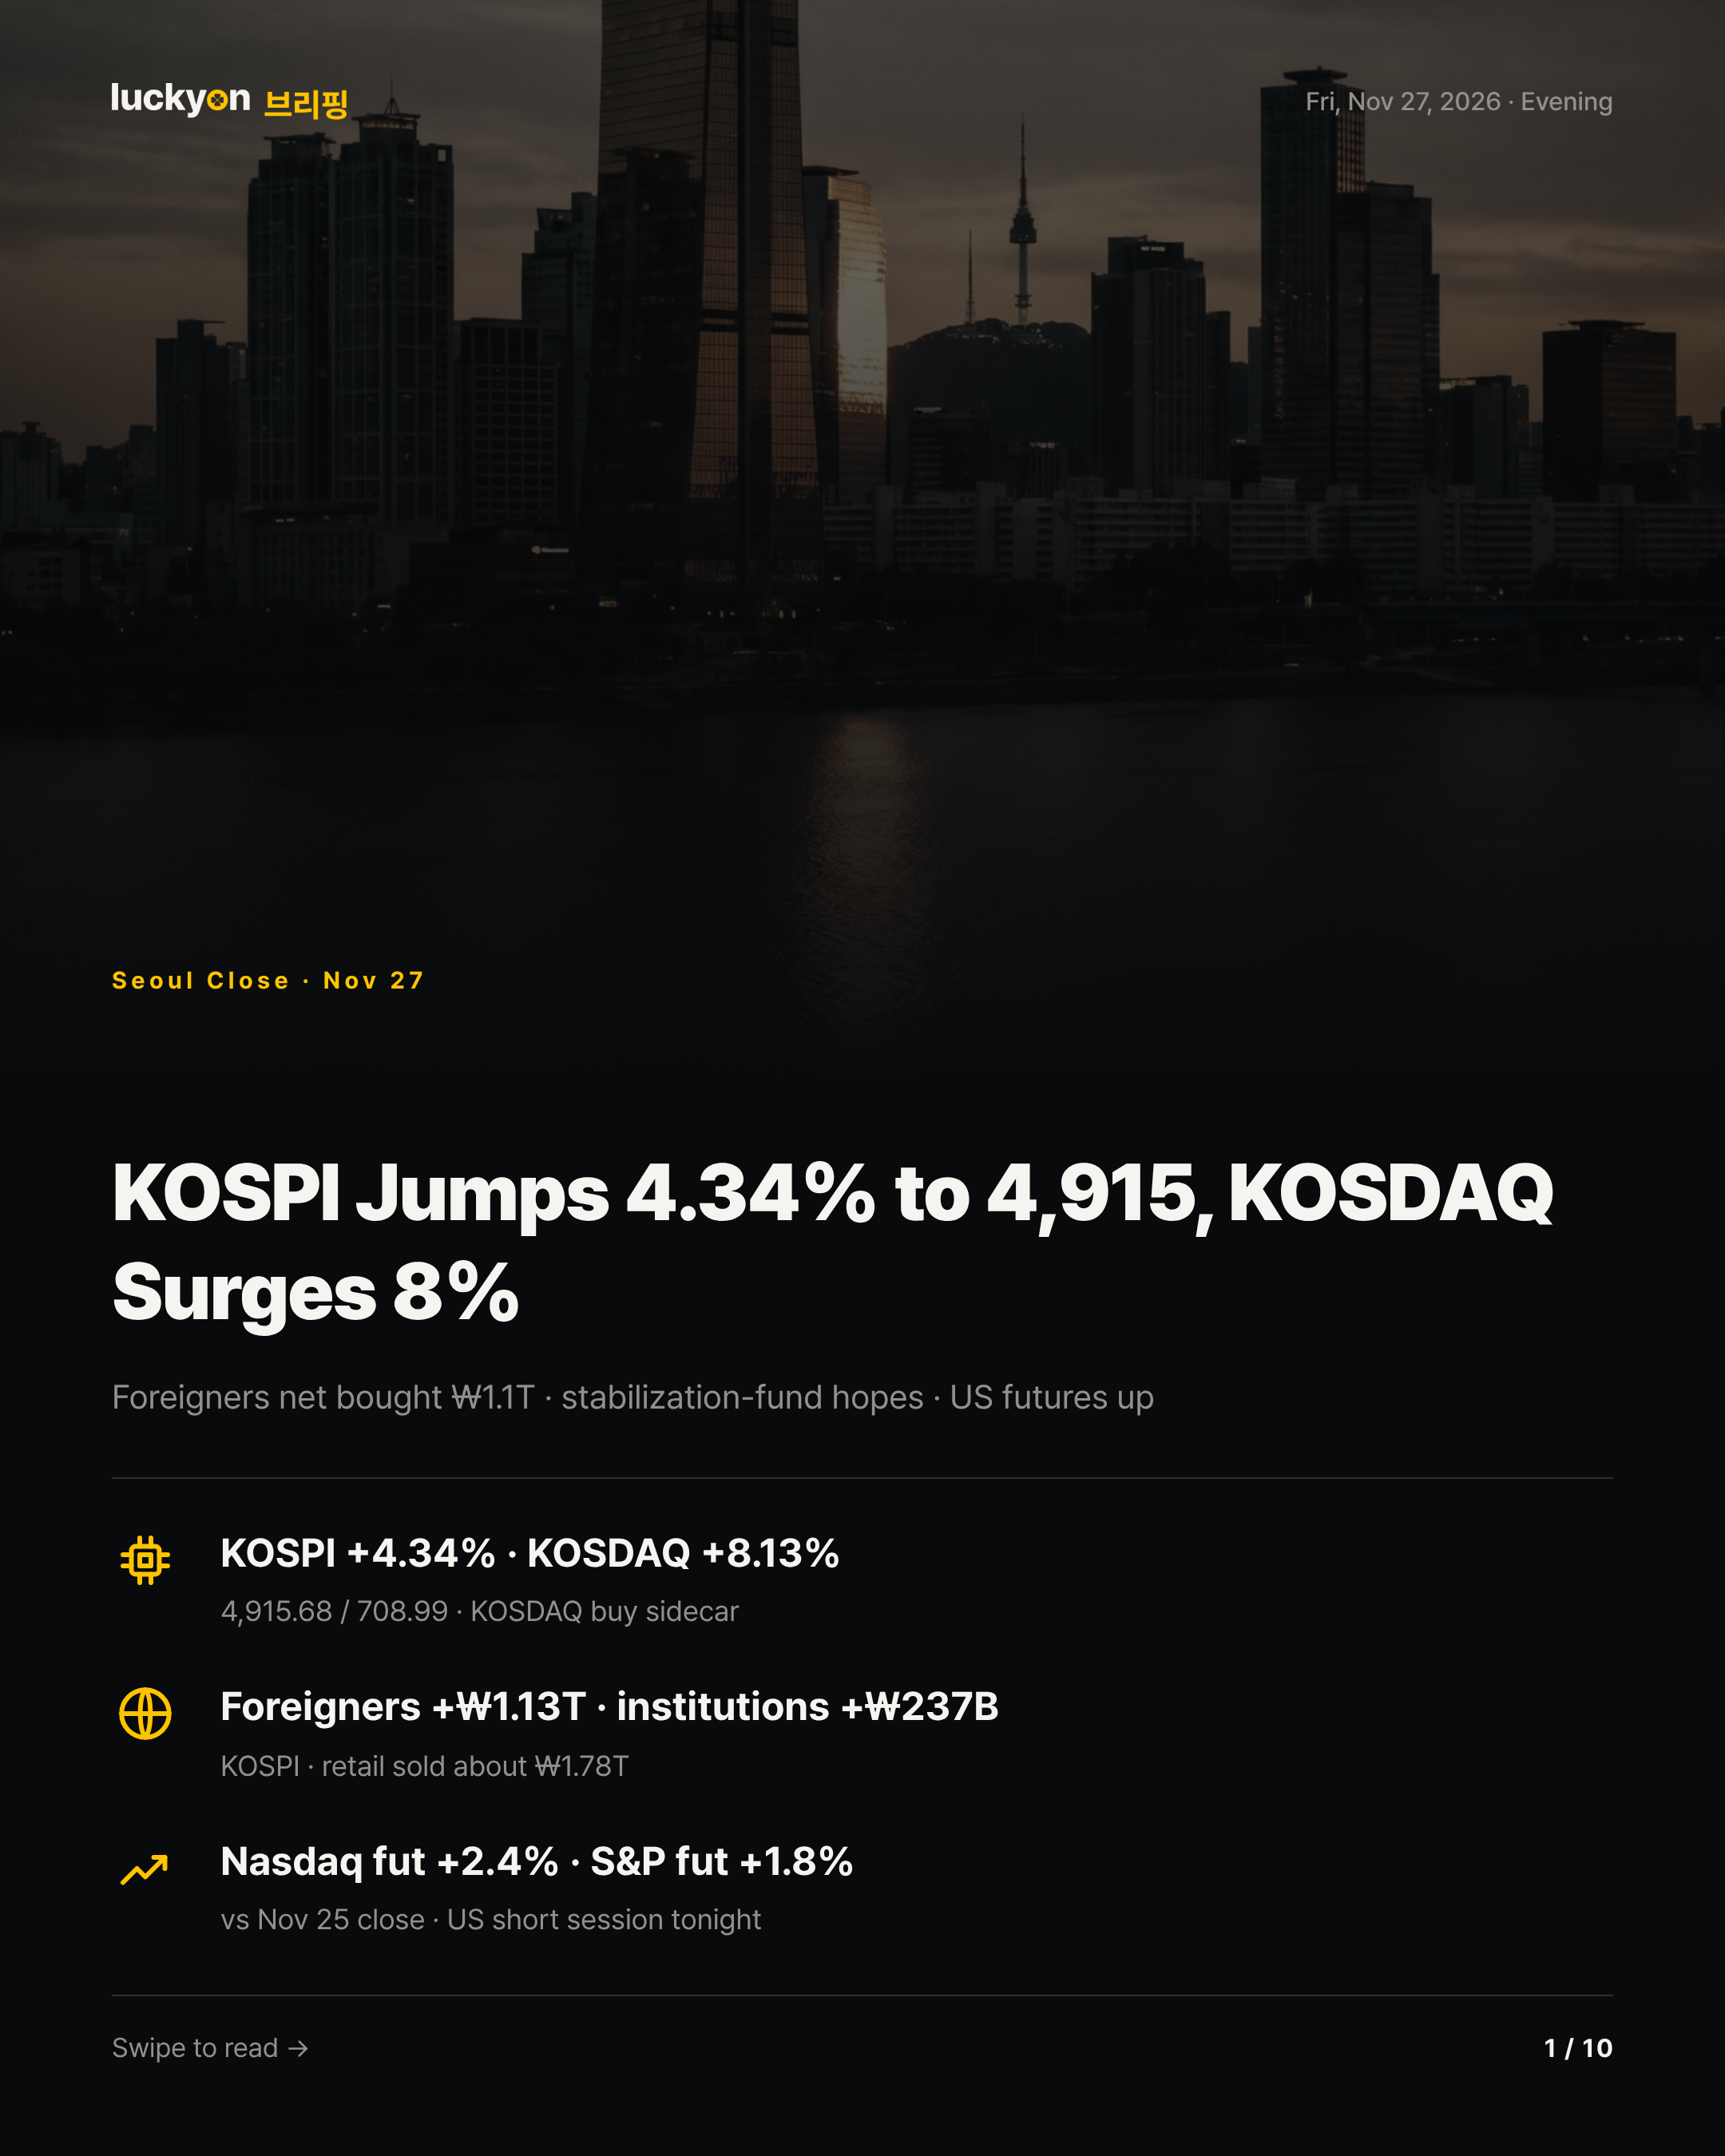 luckyon 브리핑
Fri, Nov 27, 2026 · Evening
Seoul Close · Nov 27
KOSPI Jumps 4.34% to 4,915, KOSDAQ
Surges 8%
Foreigners net bought ₩1.1T · stabilization-fund hopes · US futures up
KOSPI +4.34% · KOSDAQ +8.13%
4,915.68 / 708.99 · KOSDAQ buy sidecar
Foreigners +₩1.13T · institutions +₩237B
KOSPI · retail sold about ₩1.78T
Nasdaq fut +2.4% · S&P fut +1.8%
vs Nov 25 close · US short session tonight
Swipe to read →
1 / 10